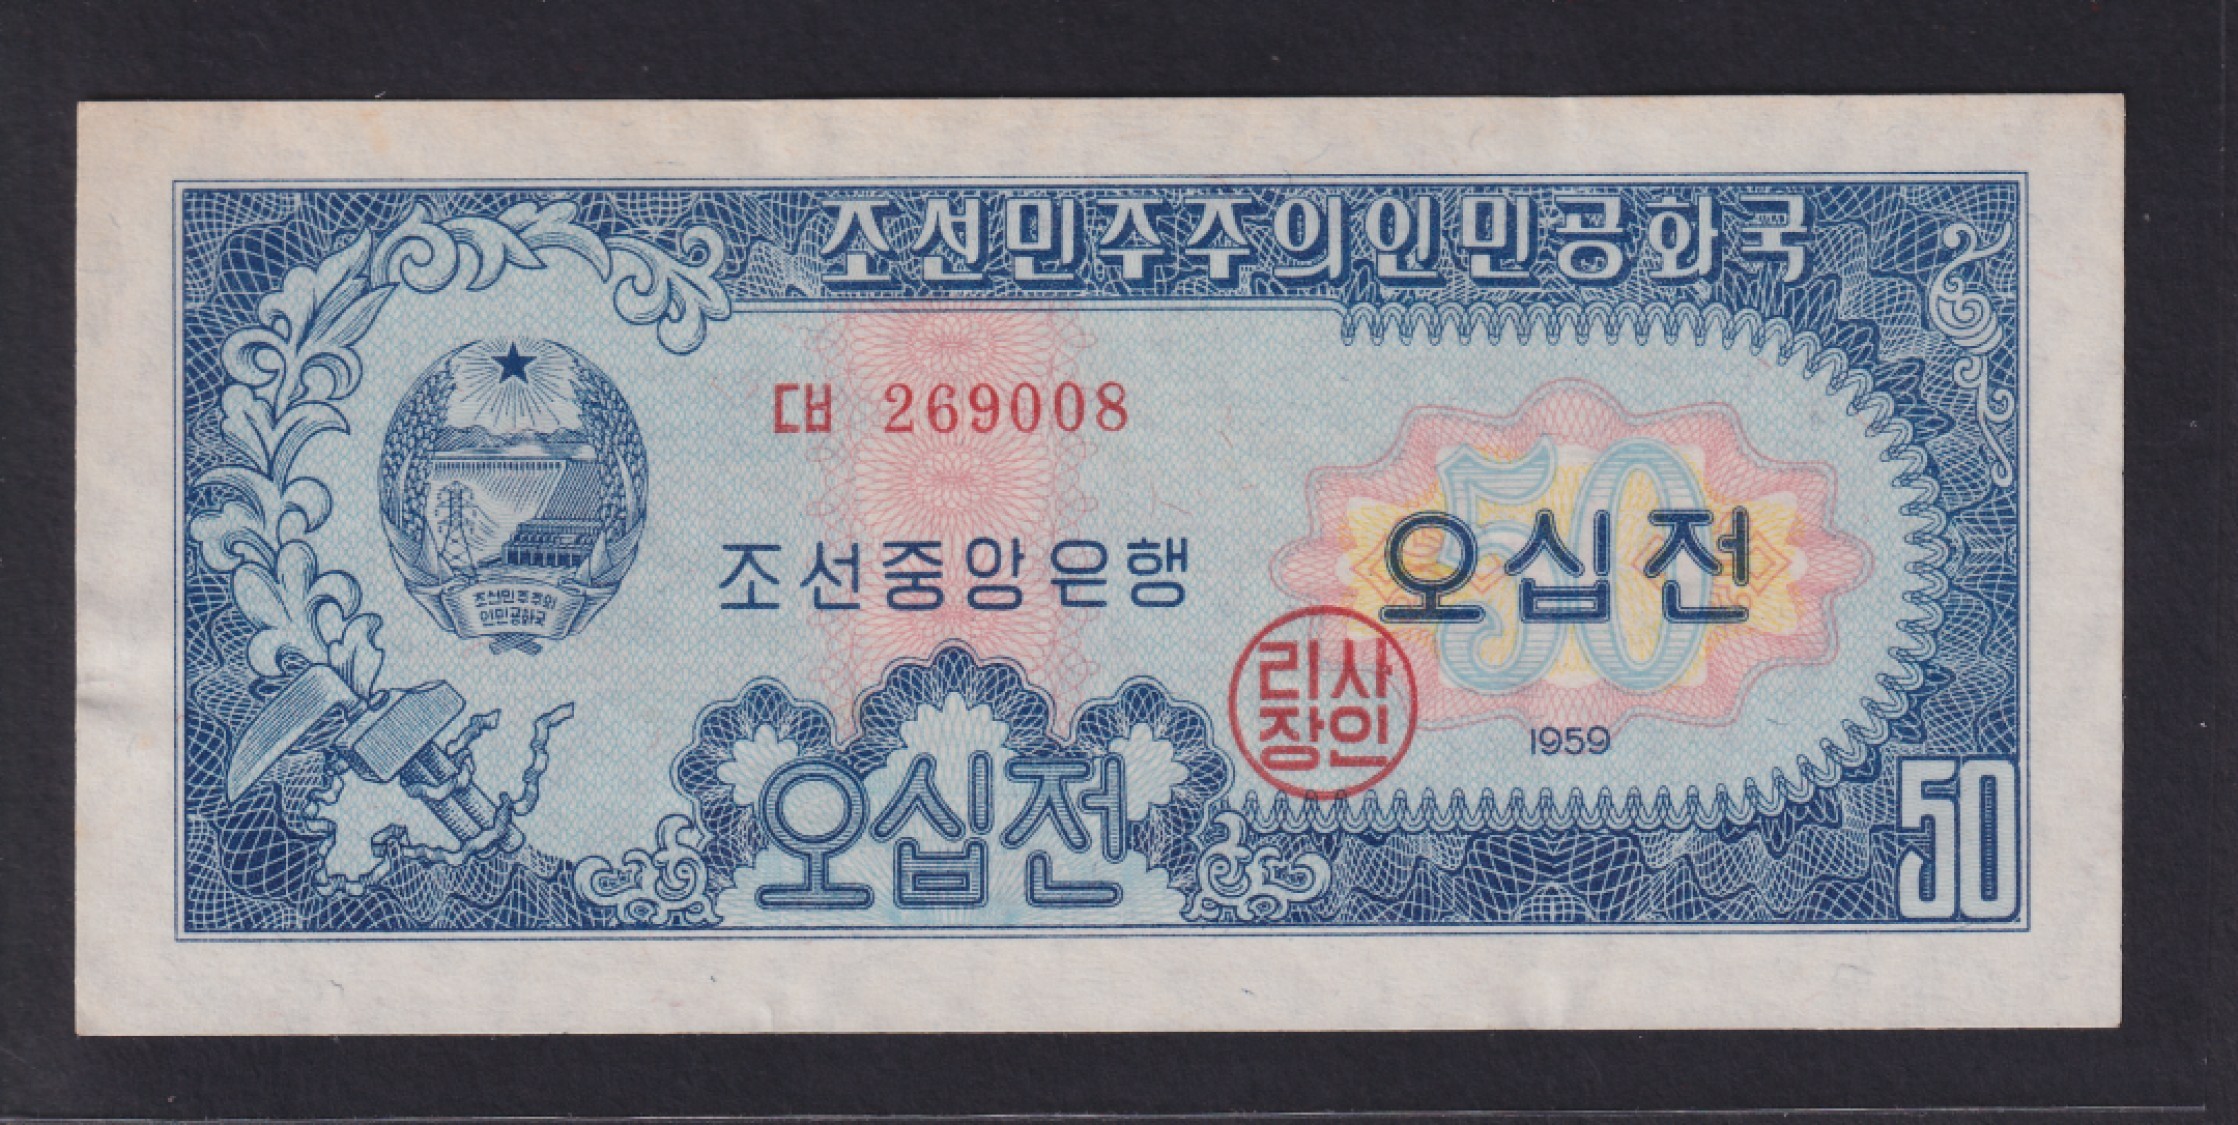 조선민주주의인민공화국
ㄷㅂ 269008
조선중앙은행
오십전
50
조선민주주의
인민공화국
리사
장인
1959
오십전
50